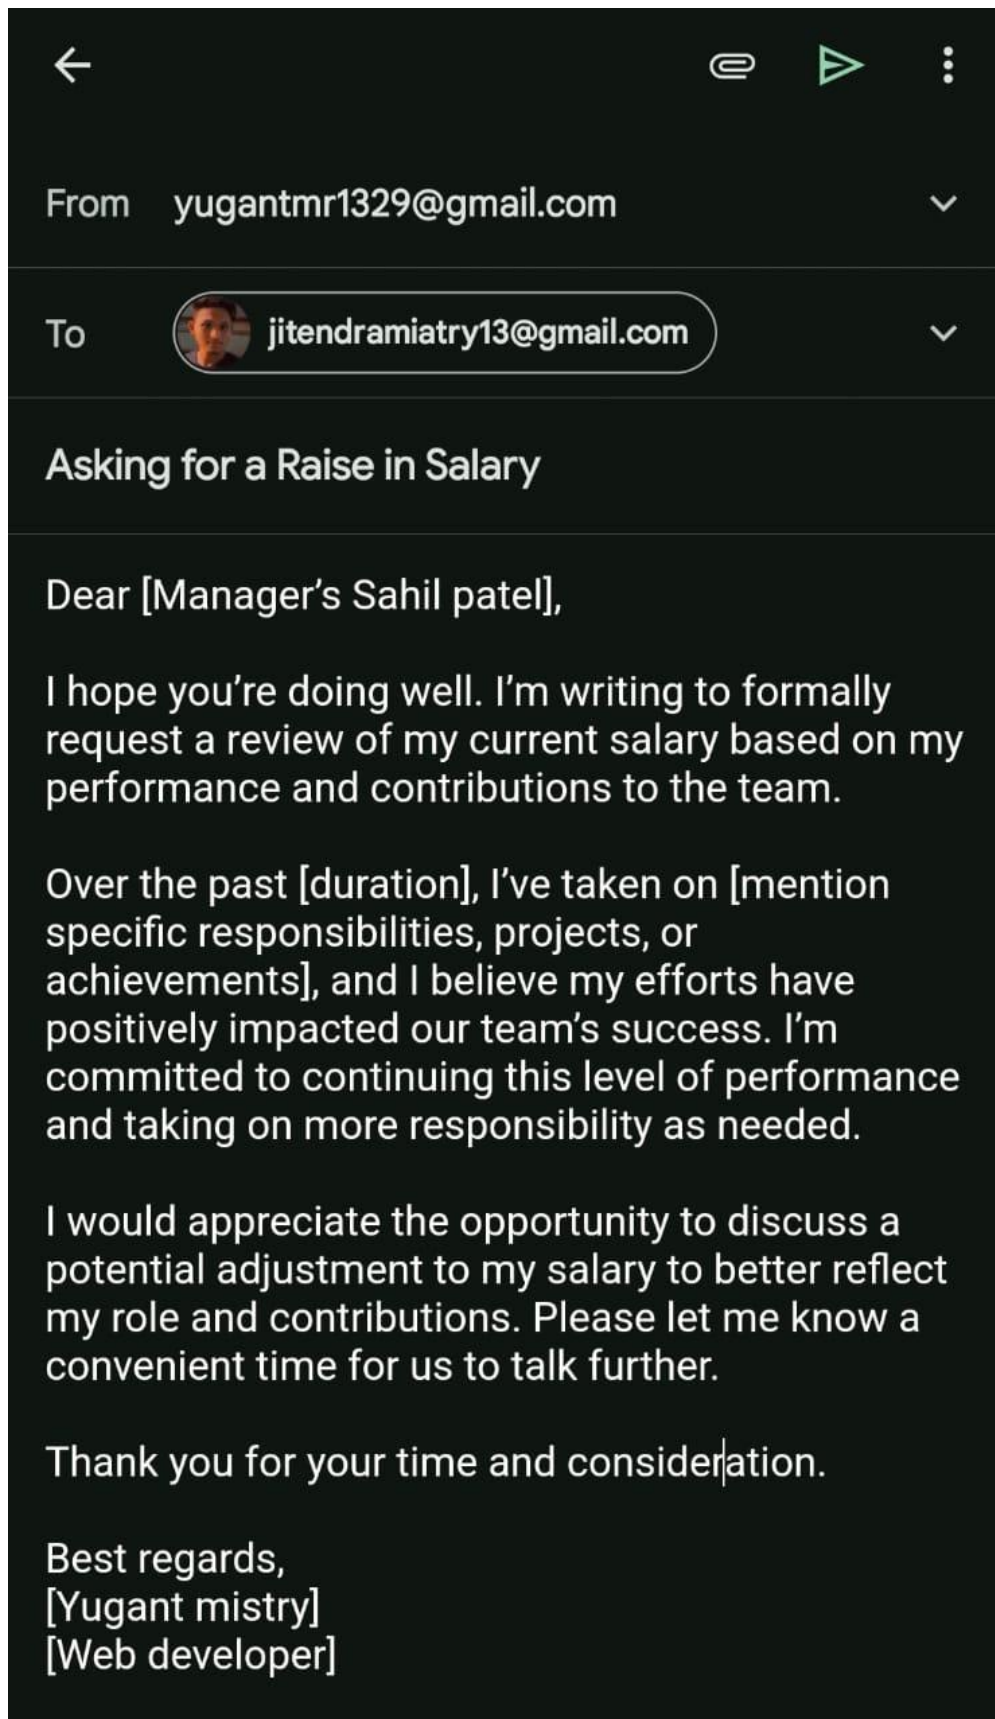 From yugantmr1329@gmail.com
To jitendramiatry13@gmail.com
Asking for a Raise in Salary
Dear [Manager's Sahil patel],
I hope you're doing well. I'm writing to formally
request a review of my current salary based on my
performance and contributions to the team.
Over the past [duration], I've taken on [mention
specific responsibilities, projects, or
achievements], and I believe my efforts have
positively impacted our team's success. I'm
committed to continuing this level of performance
and taking on more responsibility as needed.
I would appreciate the opportunity to discuss a
potential adjustment to my salary to better reflect
my role and contributions. Please let me know a
convenient time for us to talk further.
Thank you for your time and consideration.
Best regards,
[Yugant mistry]
[Web developer]